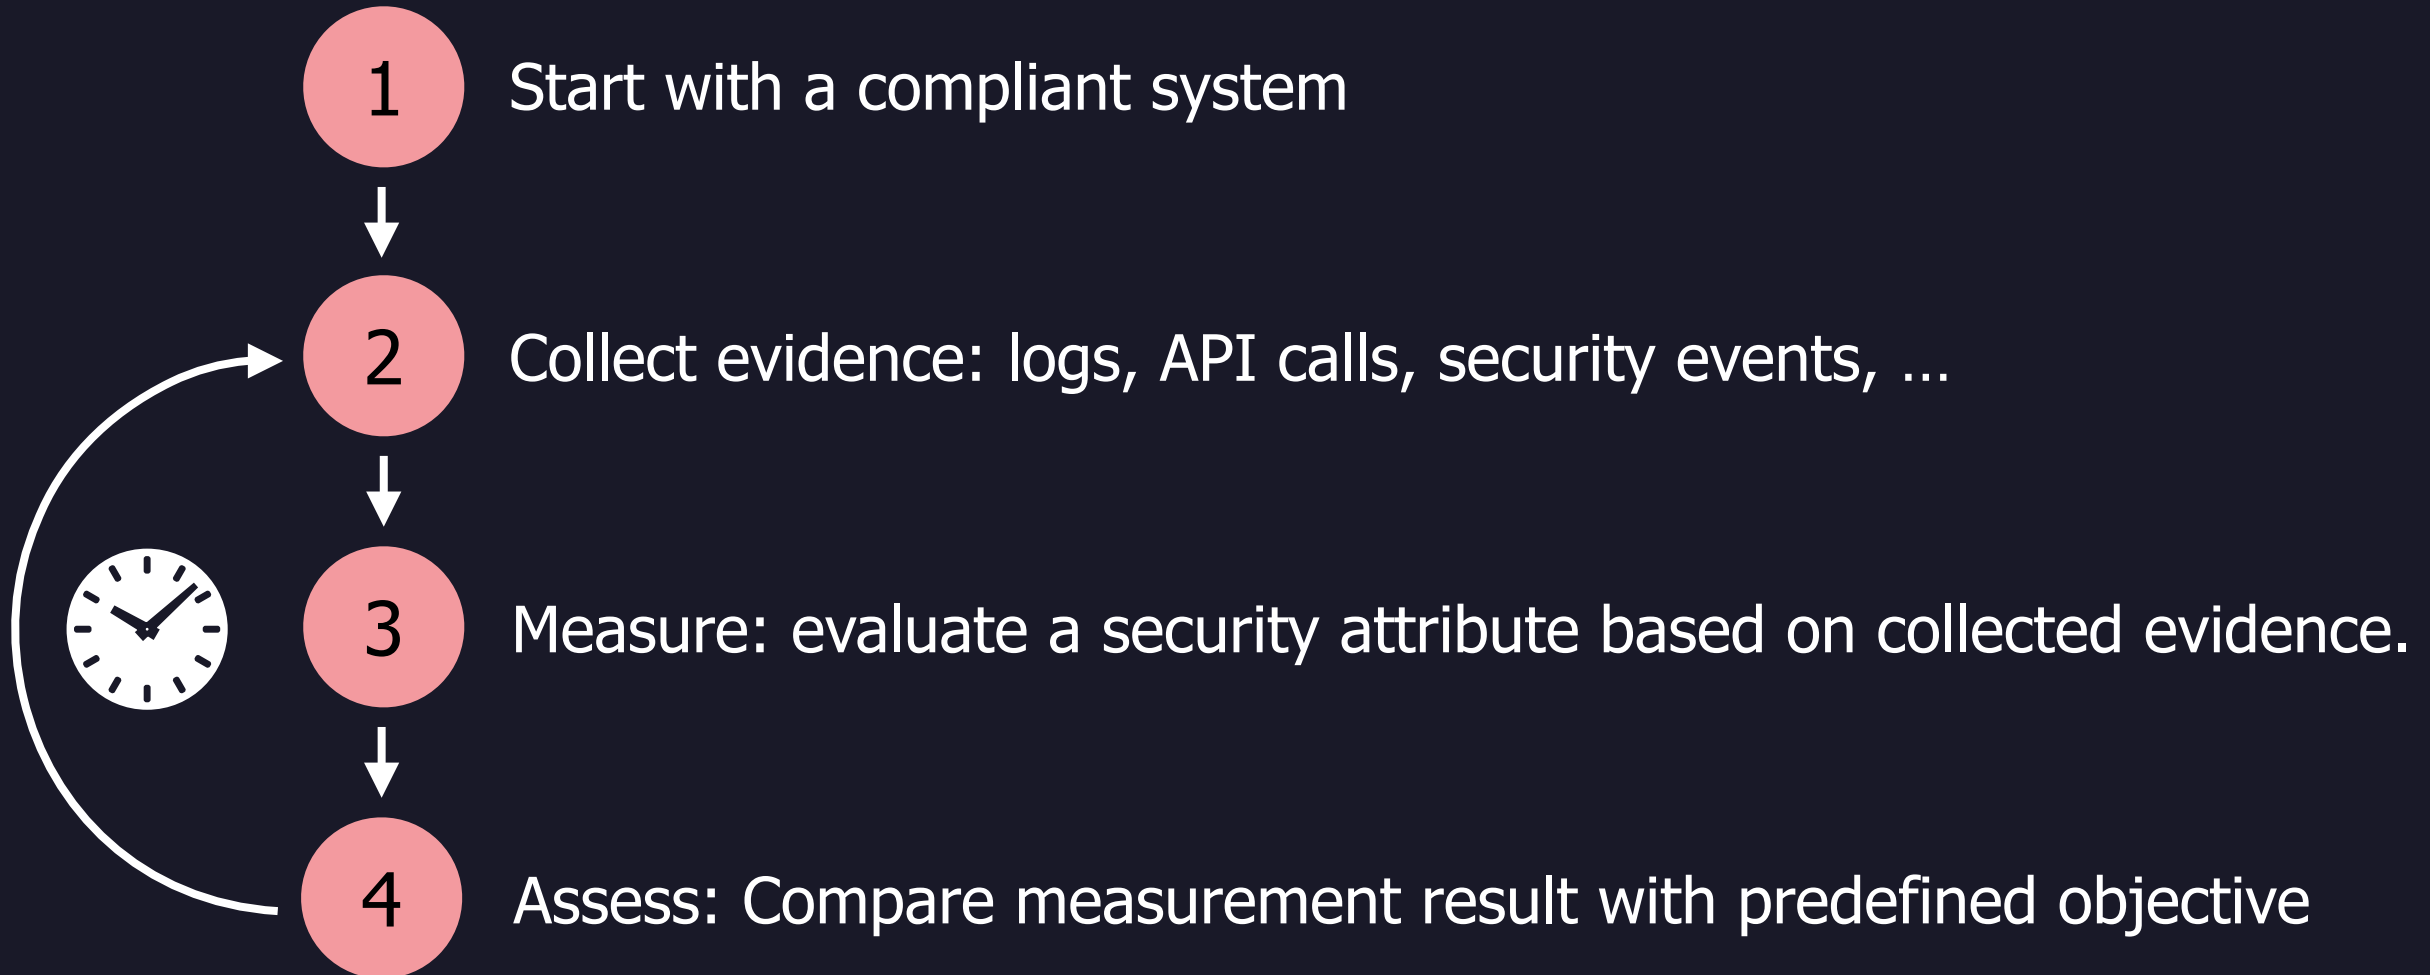 1 Start with a compliant system
2 Collect evidence: logs, API calls, security events, …
3 Measure: evaluate a security attribute based on collected evidence.
4 Assess: Compare measurement result with predefined objective